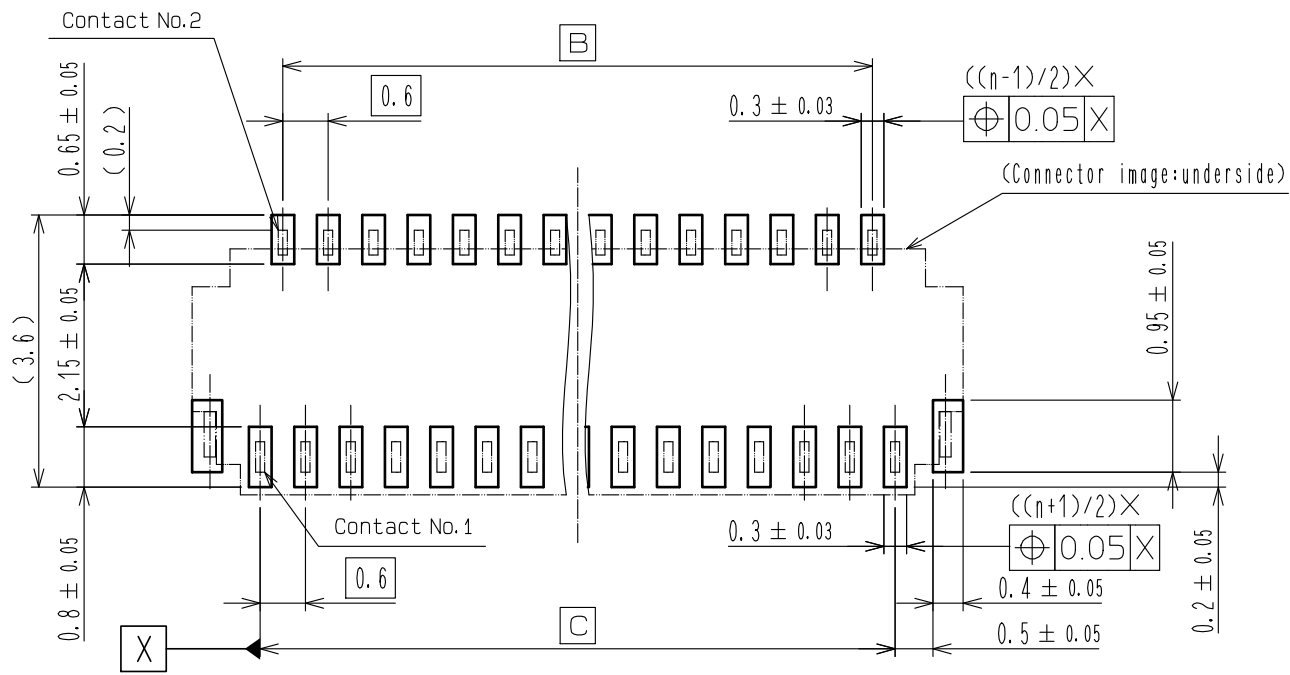 Contact No.2
B
0.6
0.3 ± 0.03
((n-1)/2)X
⌖ 0.05 X
(Connector image:underside)
0.65 ± 0.05
(0.2)
(3.6)
2.15 ± 0.05
0.8 ± 0.05
0.95 ± 0.05
0.2 ± 0.05
Contact No.1
0.6
0.3 ± 0.03
((n+1)/2)X
⌖ 0.05 X
0.4 ± 0.05
0.5 ± 0.05
C
X